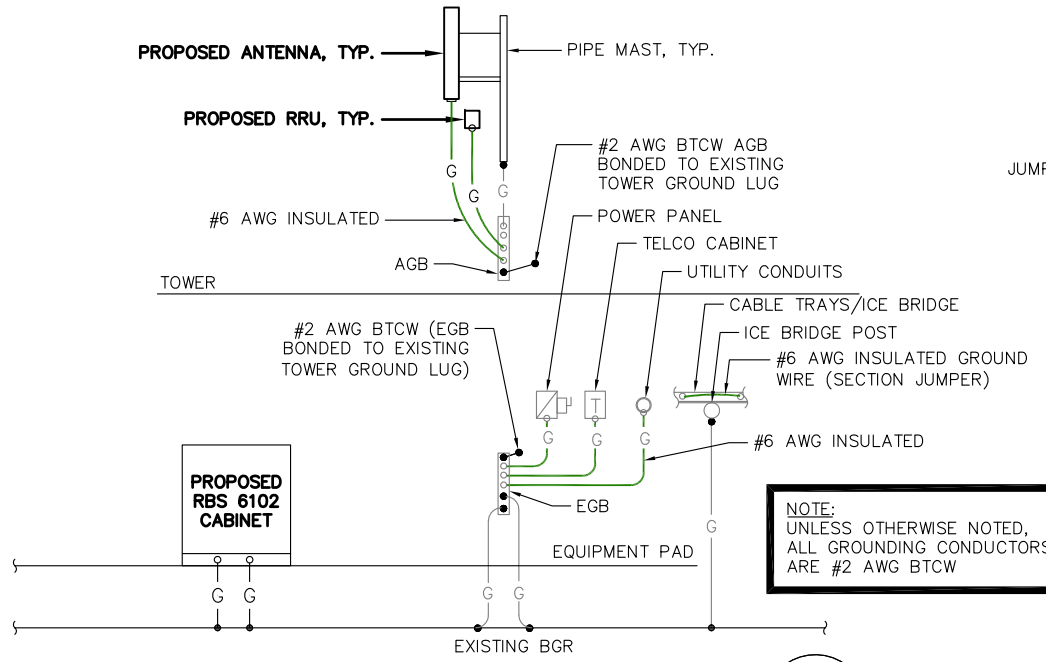 PROPOSED ANTENNA, TYP.
PIPE MAST, TYP.
PROPOSED RRU, TYP.
#2 AWG BTCW AGB
BONDED TO EXISTING
TOWER GROUND LUG
JUMP
G
G
G
#6 AWG INSULATED
POWER PANEL
TELCO CABINET
AGB
UTILITY CONDUITS
TOWER
CABLE TRAYS/ICE BRIDGE
#2 AWG BTCW (EGB
BONDED TO EXISTING
TOWER GROUND LUG)
ICE BRIDGE POST
#6 AWG INSULATED GROUND
WIRE (SECTION JUMPER)
T
G
G
G
#6 AWG INSULATED
PROPOSED
RBS 6102
CABINET
EGB
NOTE:
UNLESS OTHERWISE NOTED,
ALL GROUNDING CONDUCTORS
ARE #2 AWG BTCW
G
EQUIPMENT PAD
G
G
G
G
EXISTING BGR